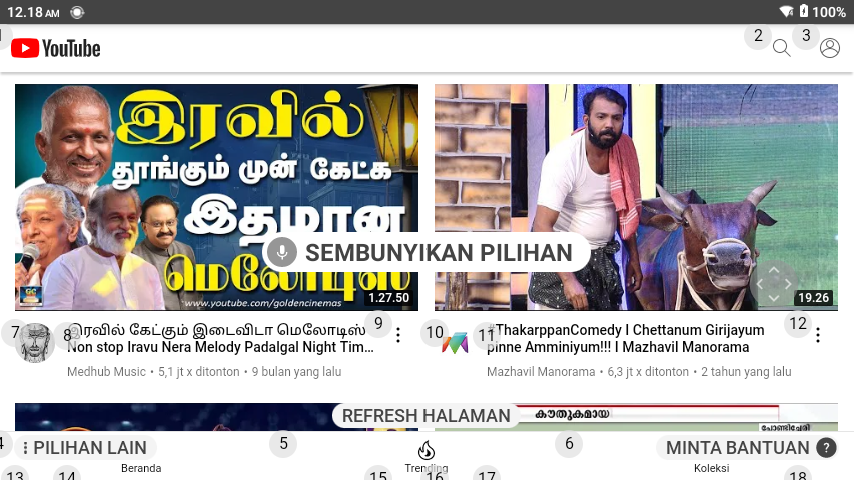 12.18 AM
100%
2
3
YouTube
இரவில்
தூங்கும் முன் கேட்க
இதமான
மெலோடிஸ்
www.youtube.com/goldencinemas
1.27.50
SEMBUNYIKAN PILIHAN
19.26
7
8
இரவில் கேட்கும் இடைவிடா மெலோடிஸ்
Non stop Iravu Nera Melody Padalgal Night Tim...
9
Medhub Music • 5,1 jt x ditonton • 9 bulan yang lalu
10
11
#ThakarppanComedy I Chettanum Girijayum
pinne Amminiyum!!! I Mazhavil Manorama
12
Mazhavil Manorama • 6,3 jt x ditonton • 2 tahun yang lalu
REFRESH HALAMAN
கௌதுகமாய
போண்டிச்சேரி
4
PILIHAN LAIN
5
6
MINTA BANTUAN
?
Beranda
Trending
Koleksi
13
14
15
16
17
18